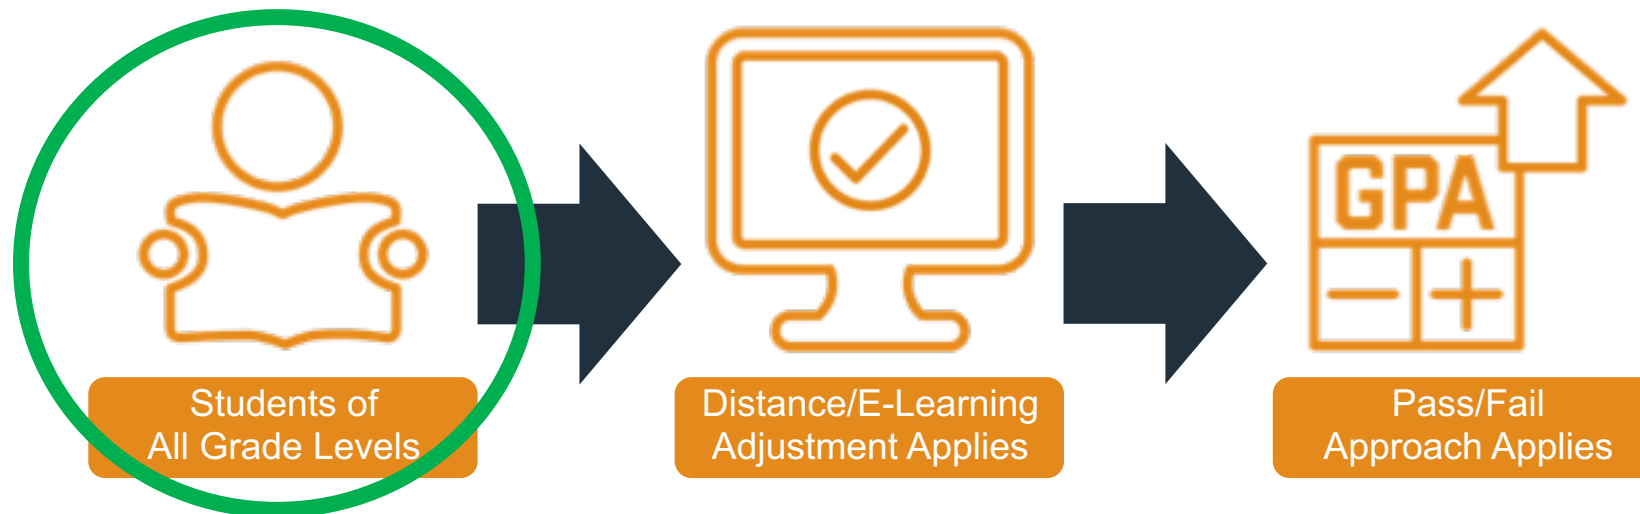 GPA
Students of
All Grade Levels
Distance/E-Learning
Adjustment Applies
Pass/Fail
Approach Applies